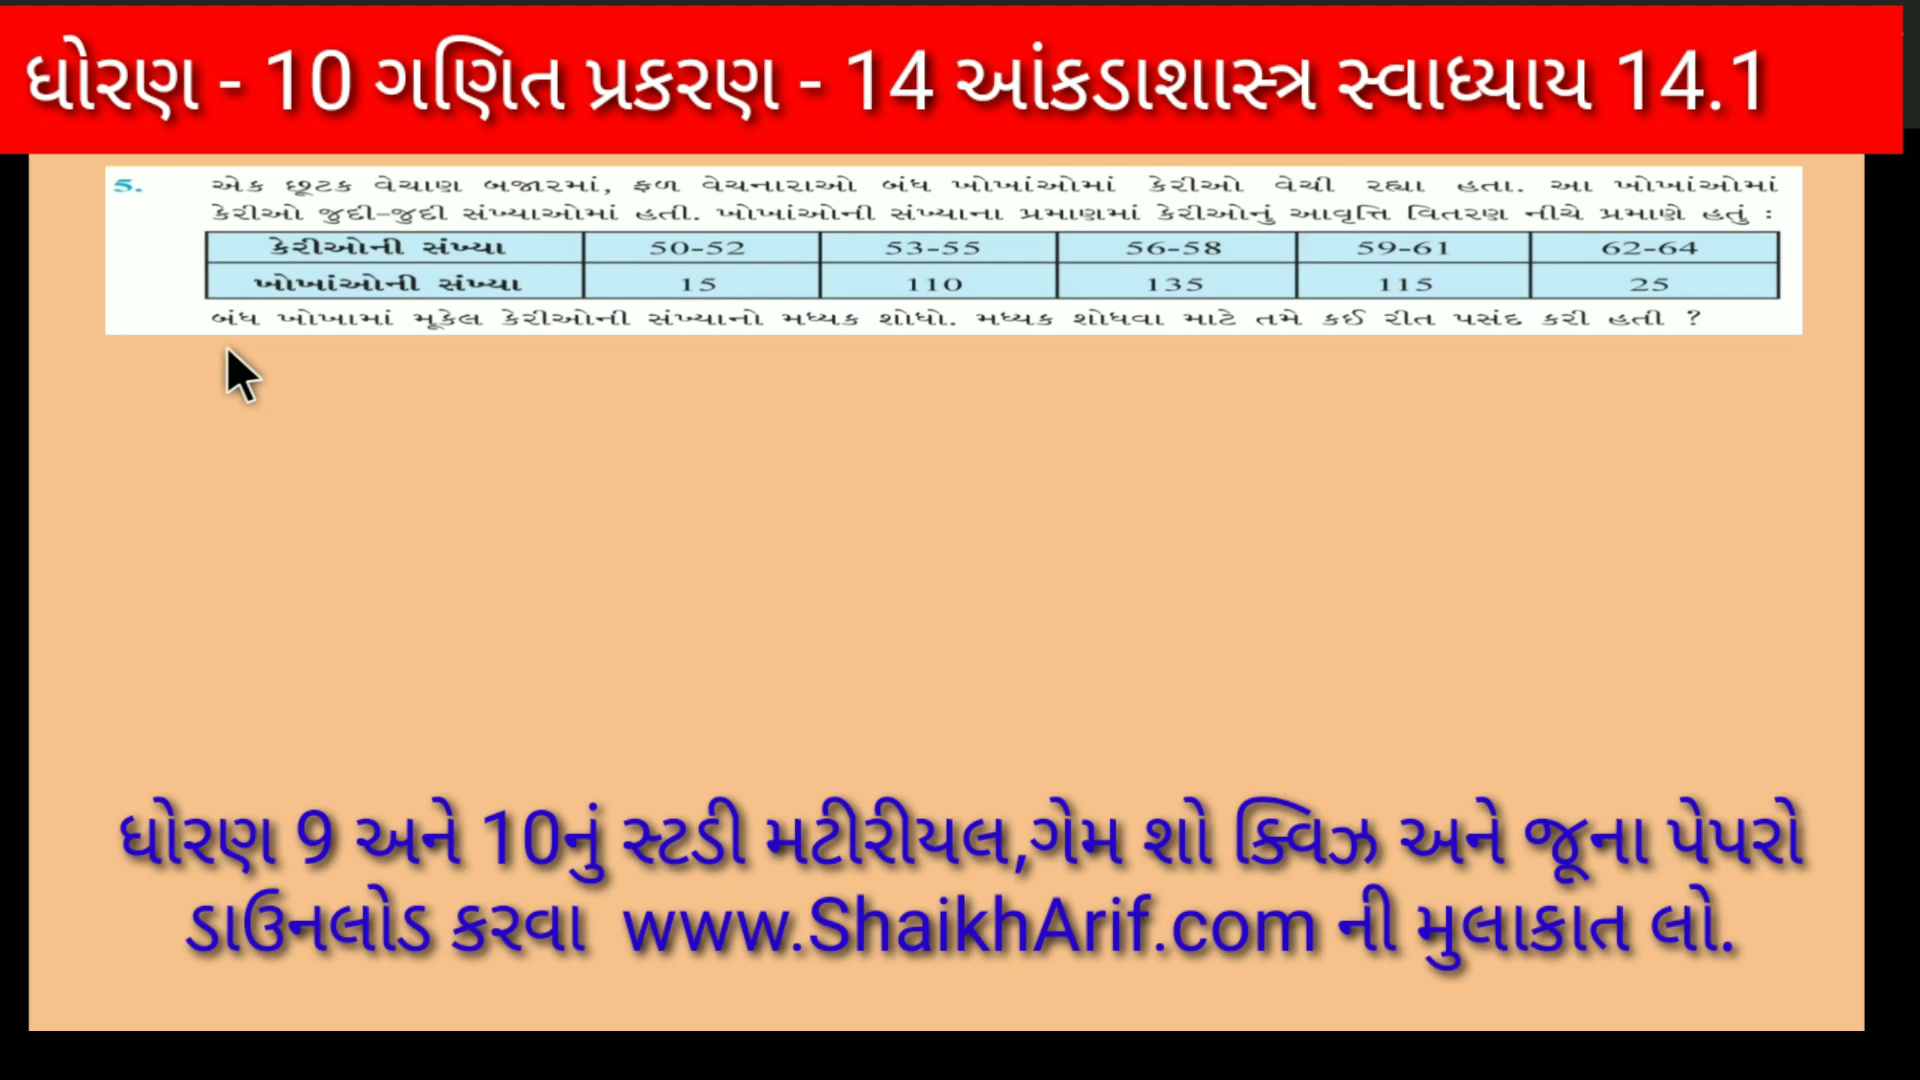 ધોરણ - 10 ગણિત પ્રકરણ - 14 આંકડાશાસ્ત્ર સ્વાધ્યાય 14.1
5. એક છૂટક વેચાણ બજારમાં, ફળ વેચનારાઓ બંધ ખોખાંઓમાં કેરીઓ વેચી રહ્યા હતા. આ ખોખાંઓમાં
કેરીઓ જુદી-જુદી સંખ્યાઓમાં હતી. ખોખાંઓની સંખ્યાના પ્રમાણમાં કેરીઓનું આવૃત્તિ વિતરણ નીચે પ્રમાણે હતું :
કેરીઓની સંખ્યા 50-52 53-55 56-58 59-61 62-64
ખોખાંઓની સંખ્યા 15 110 135 115 25
બંધ ખોખામાં મૂકેલ કેરીઓની સંખ્યાનો મધ્યક શોધો. મધ્યક શોધવા માટે તમે કઈ રીત પસંદ કરી હતી ?
ધોરણ 9 અને 10નું સ્ટડી મટીરીયલ,ગેમ શો ક્વિઝ અને જૂના પેપરો
ડાઉનલોડ કરવા www.ShaikhArif.com ની મુલાકાત લો.